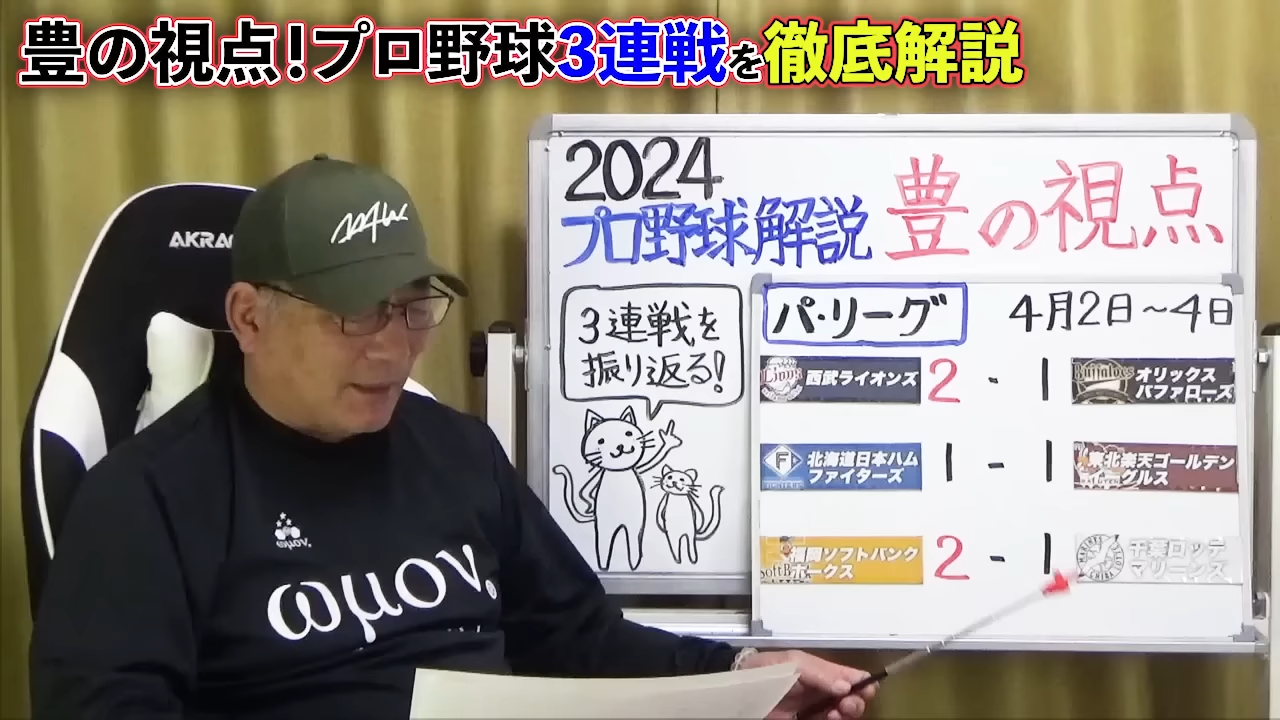 豊の視点!プロ野球3連戦を徹底解説
2024
プロ野球解説 豊の視点
AKRA
3連戦を
振り返る!
パ・リーグ 4月2日~4日
Lions 西武ライオンズ 2 - 1 Buffaloes オリックス
バファローズ
F 北海道日本ハム
ファイターズ 1 - 1 東北楽天ゴールデン
グルス
福岡ソフトバンク
ホークス 2 - 1 千葉ロッテ
マリーンズ
ωμον.
ωμον.